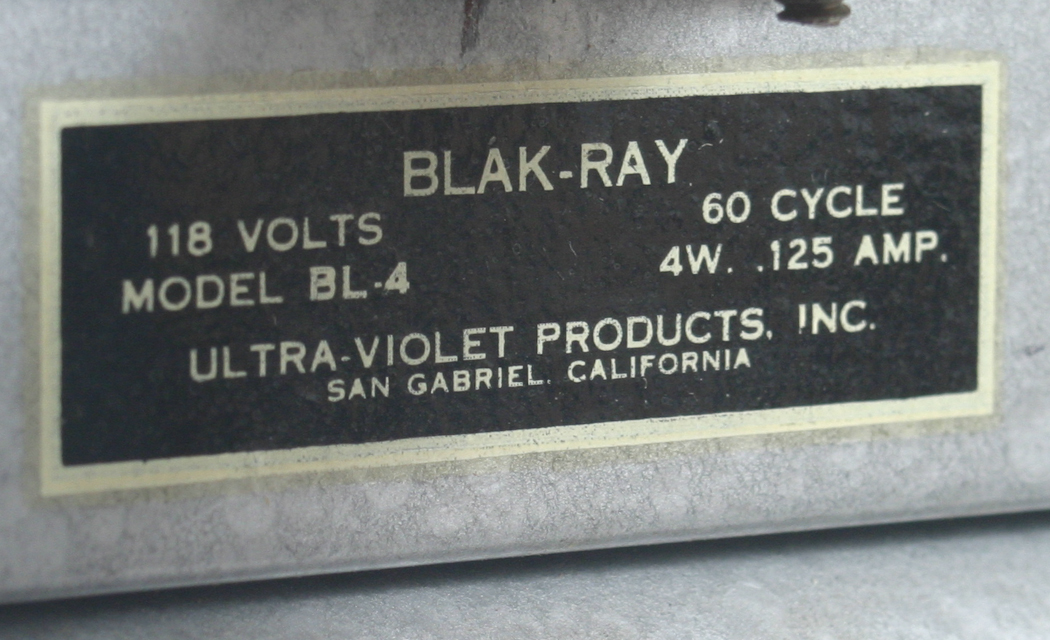 BLAK-RAY
118 VOLTS 60 CYCLE
MODEL BL-4 4W. .125 AMP.
ULTRA-VIOLET PRODUCTS, INC.
SAN GABRIEL, CALIFORNIA